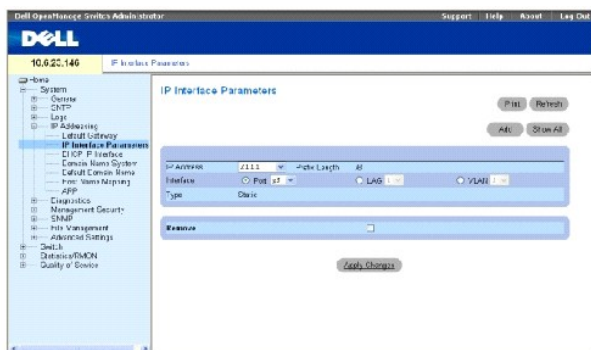 Dell OpenManage Switch Administrator
Support Help About Log Out
DELL
10.6.23.146
IP Interface Parameters
Home
System
General
SNTP
Logs
IP Addressing
Default Gateway
IP Interface Parameters
DHCP IP Interface
Domain Name System
Default Domain Name
Host Name Mapping
ARP
Diagnostics
Management Security
SNMP
File Management
Advanced Settings
Switch
Statistics/RMON
Quality of Service
IP Interface Parameters
Print Refresh
Add Show All
IP Address Prefix Length
Interface Port LAG VLAN
Type Static
Remove
Apply Changes